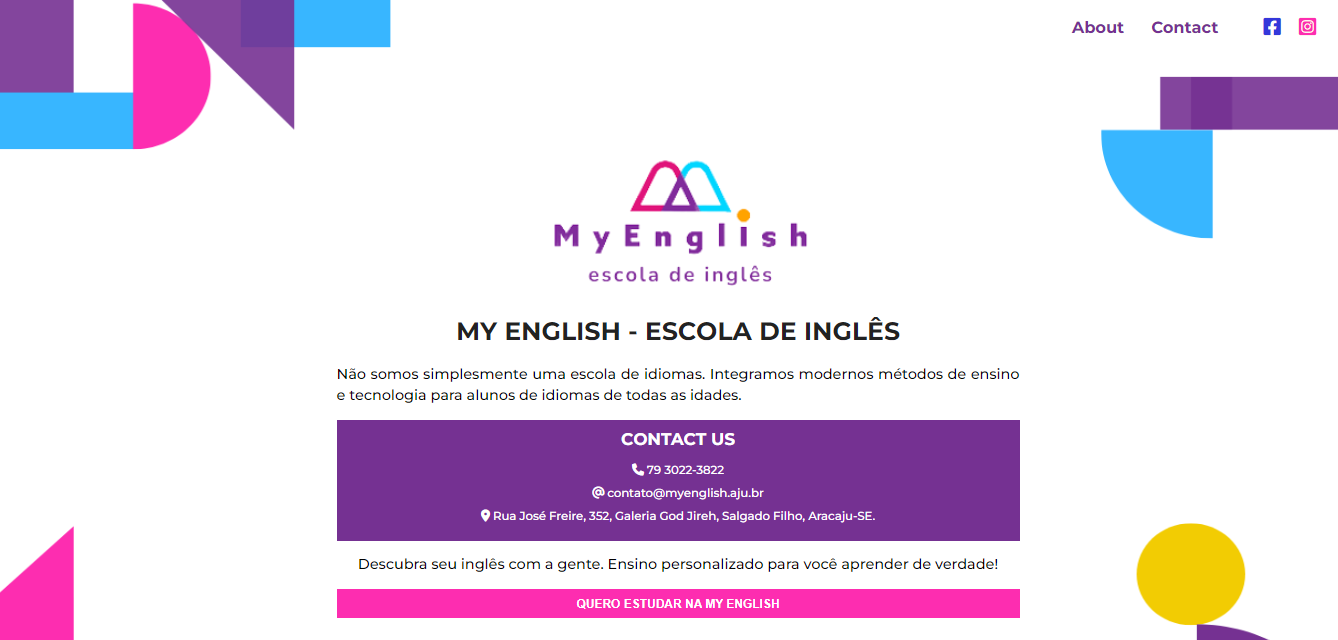 About Contact
MyEnglish
escola de inglês
MY ENGLISH - ESCOLA DE INGLÊS
Não somos simplesmente uma escola de idiomas. Integramos modernos métodos de ensino
e tecnologia para alunos de idiomas de todas as idades.
CONTACT US
79 3022-3822
contato@myenglish.aju.br
Rua José Freire, 352, Galeria God Jireh, Salgado Filho, Aracaju-SE.
Descubra seu inglês com a gente. Ensino personalizado para você aprender de verdade!
QUERO ESTUDAR NA MY ENGLISH